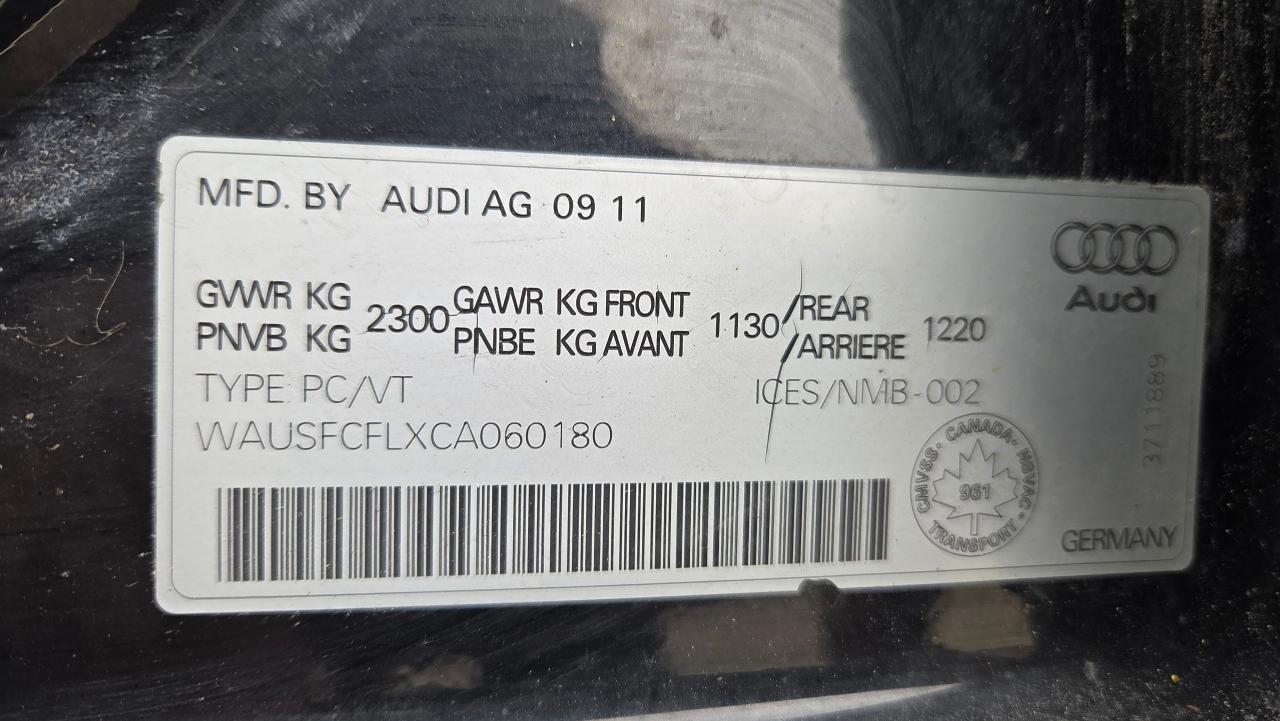 MFD. BY AUDI AG 09 11
Audi
GVWR KG 2300 GAWR KG FRONT 1130 /REAR 1220
PNVB KG PNBE KG AVANT /ARRIERE
TYPE: PC/VT ICES/NMB-002
WAUSFCFLXCA060180
3711889
CMVSS · CANADA · NSVAC ·
961
TRANSPORT
GERMANY